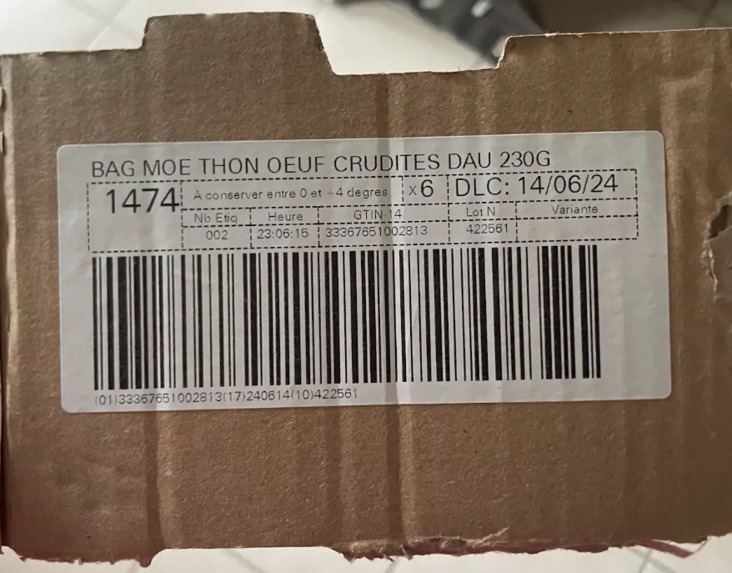 BAG MOE THON OEUF CRUDITES DAU 230G
1474 A conserver entre 0 et +4 degres x 6 DLC: 14/06/24
Nb Etiq Heure GTIN-14 Lot N Variante
002 23:06:15 33367651002813 422561
(01)33367651002813(17)240614(10)422561